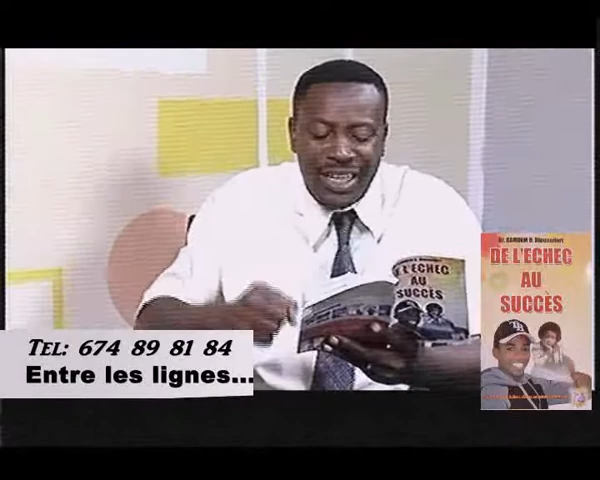 DE L'ECHEC
AU
SUCCÈS
DE L'ECHEC
AU
SUCCÈS
TEL: 674 89 81 84
Entre les lignes...